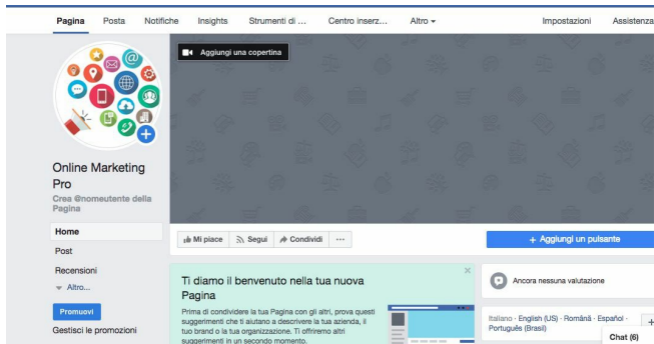 Pagina Posta Notifiche Insights Strumenti di ... Centro inserz... Altro Impostazioni Assistenza
Aggiungi una copertina
Online Marketing
Pro
Crea @nomeutente della
Pagina
Home
Post
Recensioni
Altro...
Promuovi
Gestisci le promozioni
Mi piace Segui Condividi ...
+ Aggiungi un pulsante
Ti diamo il benvenuto nella tua nuova
Pagina
Prima di condividere la tua Pagina con gli altri, prova questi
suggerimenti che ti aiutano a descrivere la tua azienda, il
tuo brand o la tua organizzazione. Ti offriremo altri
suggerimenti in un secondo momento.
Ancora nessuna valutazione
Italiano · English (US) · Română · Español ·
Português (Brasil)
Chat (6)